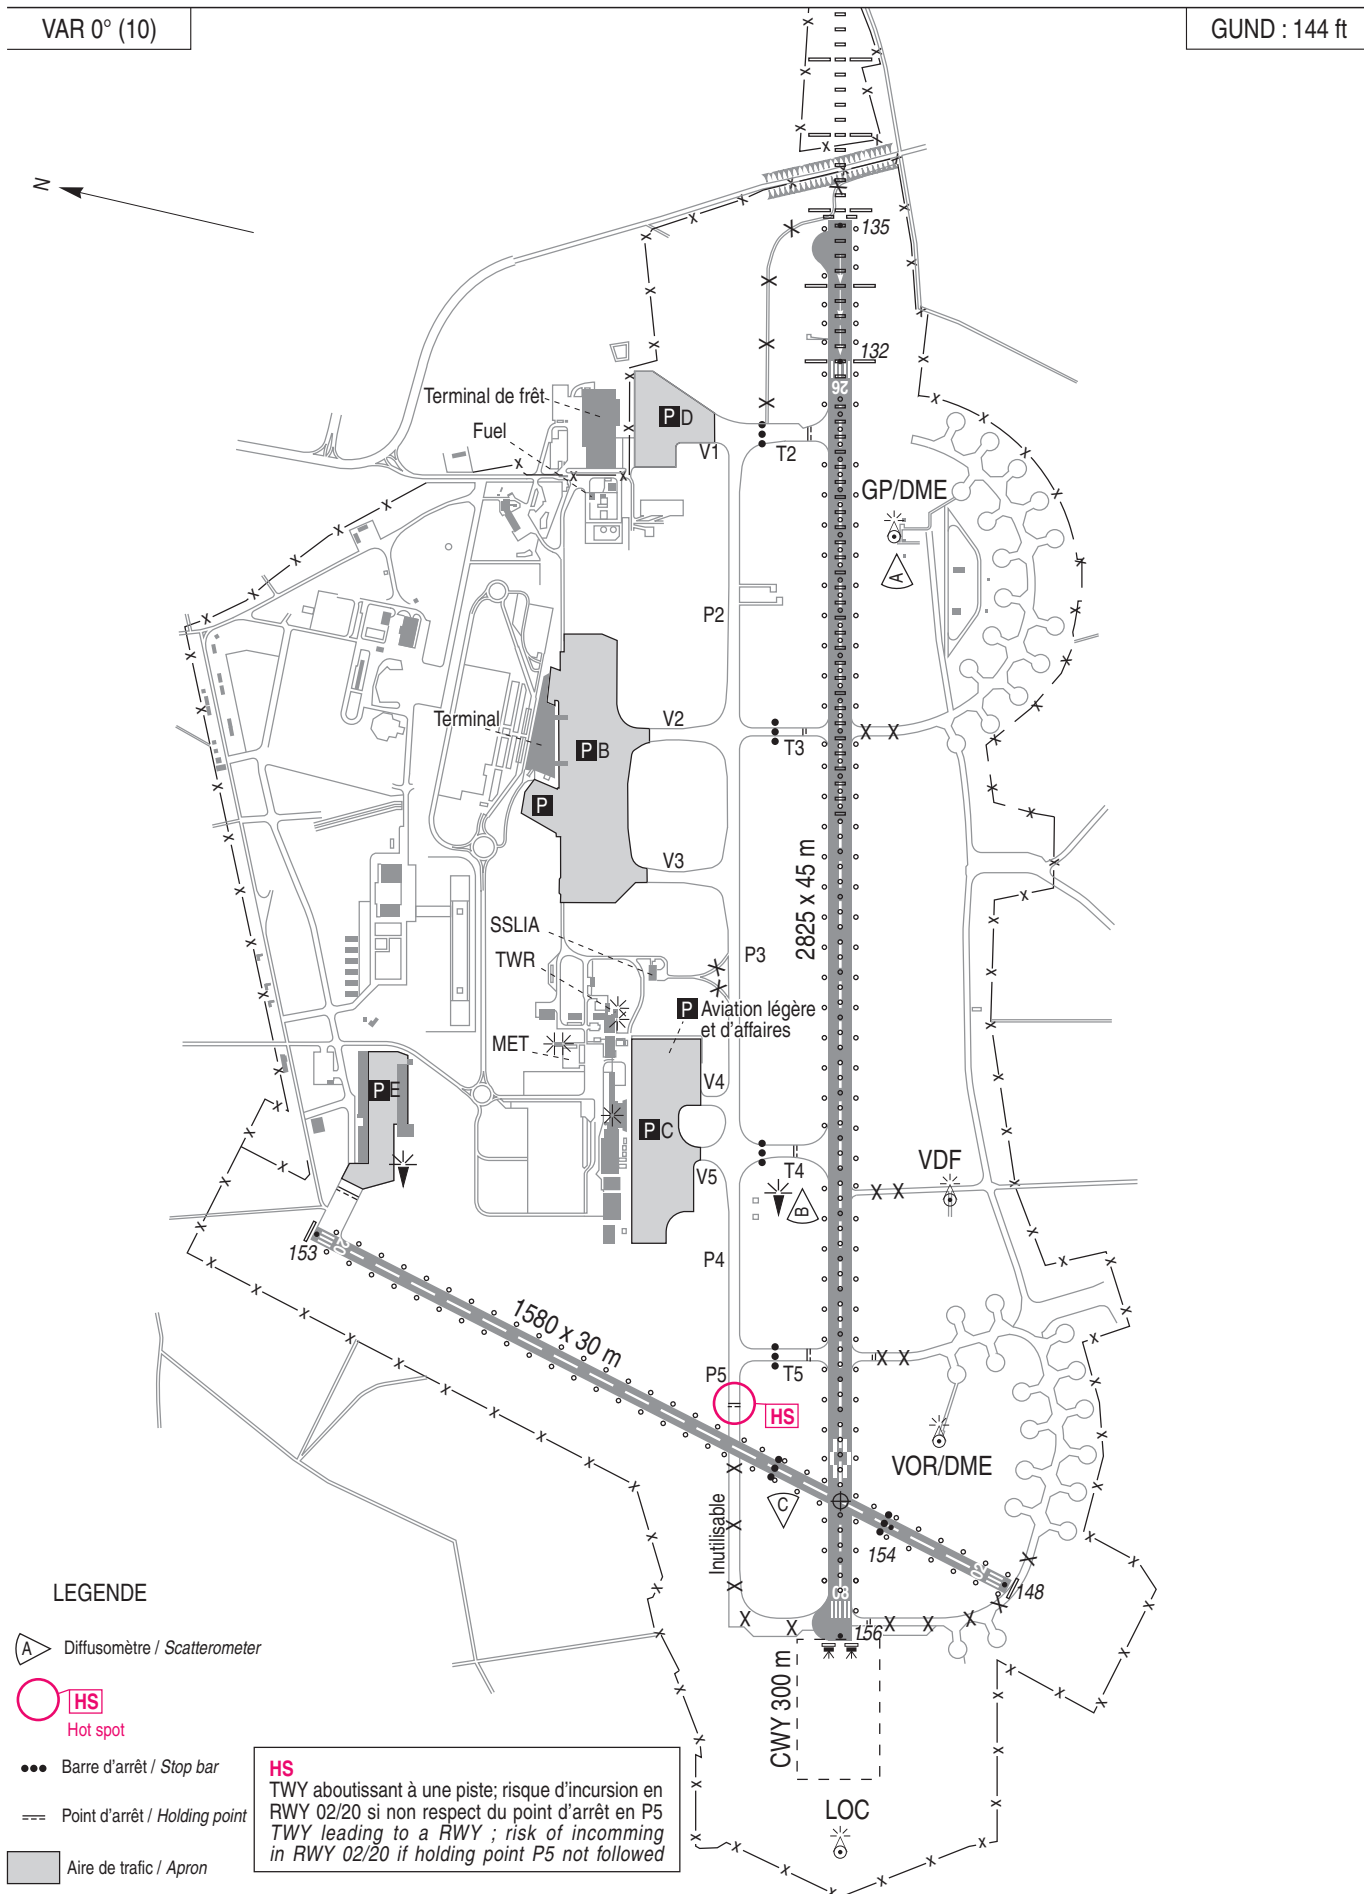 VAR 0° (10)
GUND : 144 ft
N
135
132
26
Terminal de frêt
Fuel
P D
V1
T2
GP/DME
A
P2
V2
Terminal
P B
T3
P
V3
2825 x 45 m
SSLIA
P3
TWR
P Aviation légère
et d'affaires
MET
V4
P E
P C
T4
VDF
V5
B
153
20
P4
1580 x 30 m
P5
T5
HS
VOR/DME
C
Inutilisable
154
02
148
08
156
CWY 300 m
LOC
LEGENDE
A Diffusomètre / Scatterometer
HS
Hot spot
Barre d'arrêt / Stop bar
Point d'arrêt / Holding point
Aire de trafic / Apron
HS
TWY aboutissant à une piste; risque d'incursion en
RWY 02/20 si non respect du point d'arrêt en P5
TWY leading to a RWY ; risk of incomming
in RWY 02/20 if holding point P5 not followed